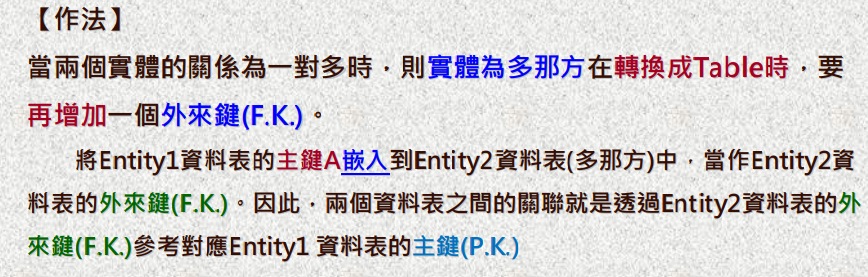 【作法】
當兩個實體的關係為一對多時，則實體為多那方在轉換成Table時，要
再增加一個外來鍵(F.K.)。
將Entity1資料表的主鍵A嵌入到Entity2資料表(多那方)中，當作Entity2資
料表的外來鍵(F.K.)。因此，兩個資料表之間的關聯就是透過Entity2資料表的外
來鍵(F.K.)參考對應Entity1 資料表的主鍵(P.K.)